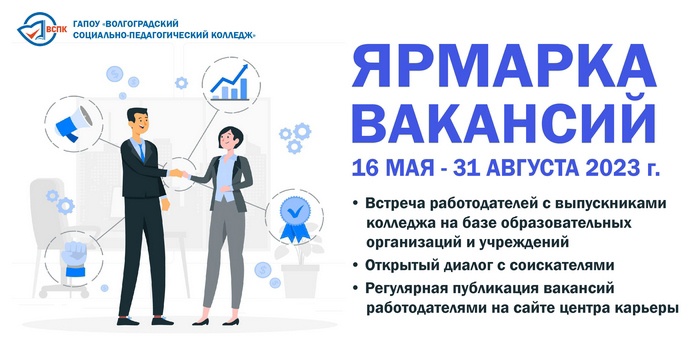 ВСПК
ГАПОУ «ВОЛГОГРАДСКИЙ
СОЦИАЛЬНО-ПЕДАГОГИЧЕСКИЙ КОЛЛЕДЖ»
ЯРМАРКА
ВАКАНСИЙ
16 МАЯ - 31 АВГУСТА 2023 г.
• Встреча работодателей с выпускниками
колледжа на базе образовательных
организаций и учреждений
• Открытый диалог с соискателями
• Регулярная публикация вакансий
работодателями на сайте центра карьеры